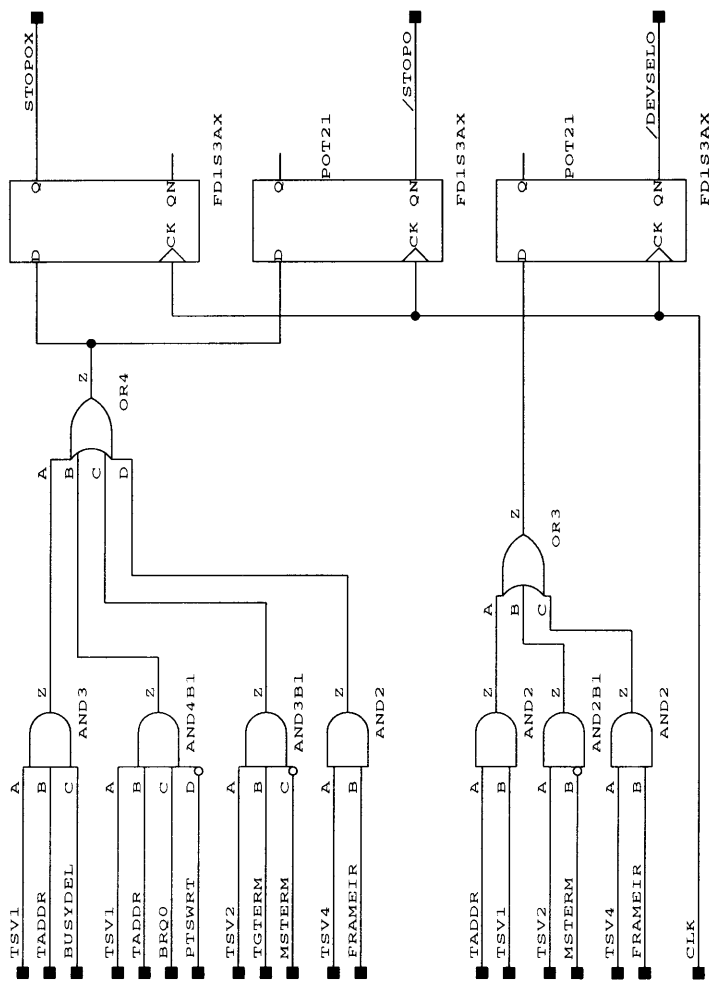 TSV1
TADDR
BUSYDEL
A
B
C
Z
AND3
TSV1
TADDR
BRQ0
PTSWRT
A
B
C
D
Z
AND4B1
TSV2
TGTERM
MSTERM
A
B
C
Z
AND3B1
TSV4
FRAMEIR
A
B
Z
AND2
A
B
C
D
Z
OR4
D
CK
Q
QN
FD1S3AX
STOPOX
D
CK
Q
QN
POT21
FD1S3AX
/STOPO
TADDR
TSV1
A
B
Z
AND2
TSV2
MSTERM
A
B
Z
AND2B1
TSV4
FRAMEIR
A
B
Z
AND2
A
B
C
Z
OR3
D
CK
Q
QN
POT21
FD1S3AX
/DEVSELO
CLK